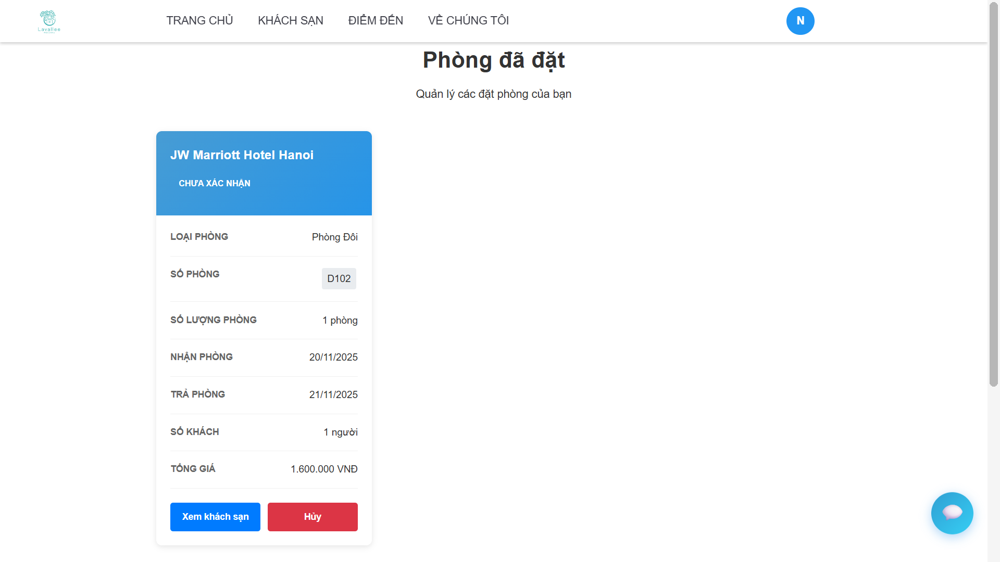 Lavallee
TRANG CHỦ
KHÁCH SẠN
ĐIỂM ĐẾN
VỀ CHÚNG TÔI
N
Phòng đã đặt
Quản lý các đặt phòng của bạn
JW Marriott Hotel Hanoi
CHƯA XÁC NHẬN
LOẠI PHÒNG Phòng Đôi
SỐ PHÒNG D102
SỐ LƯỢNG PHÒNG 1 phòng
NHẬN PHÒNG 20/11/2025
TRẢ PHÒNG 21/11/2025
SỐ KHÁCH 1 người
TỔNG GIÁ 1.600.000 VNĐ
Xem khách sạn
Hủy